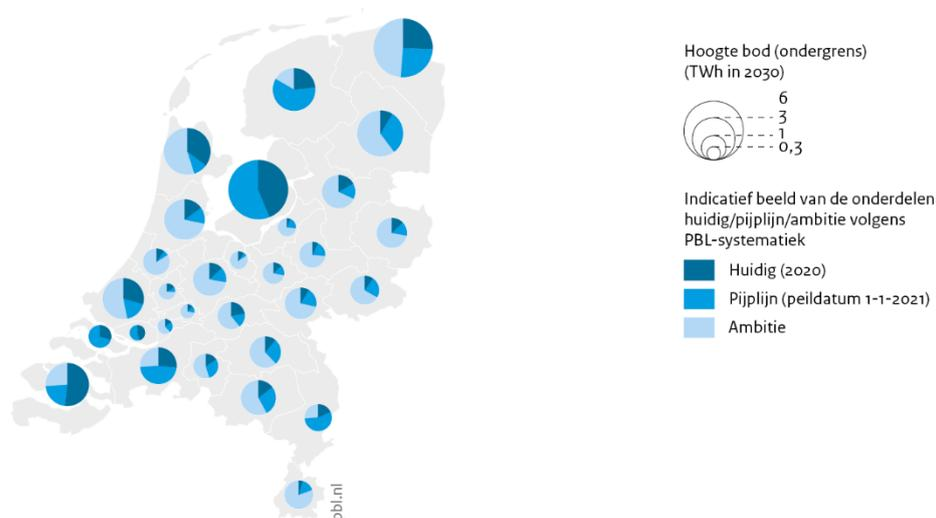 Hoogte bod (ondergrens)
(TWh in 2030)
6
3
1
0,3
Indicatief beeld van de onderdelen
huidig/pijplijn/ambitie volgens
PBL-systematiek
Huidig (2020)
Pijplijn (peildatum 1-1-2021)
Ambitie
pbl.nl